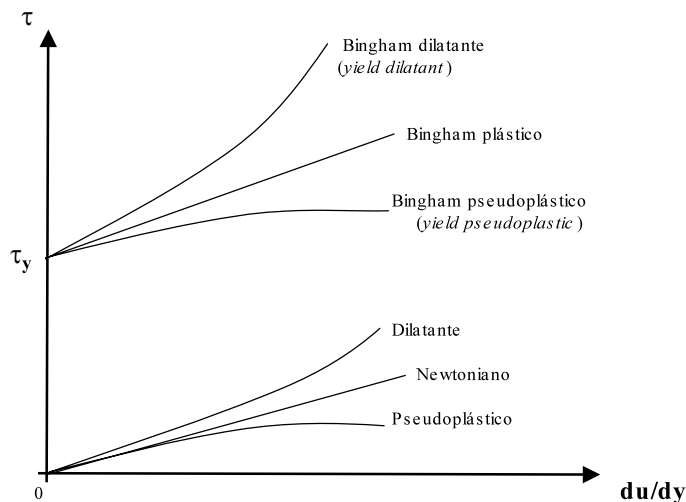 τ
Bingham dilatante
(yield dilatant)
Bingham plástico
Bingham pseudoplástico
(yield pseudoplastic)
τy
Dilatante
Newtoniano
Pseudoplástico
0
du/dy